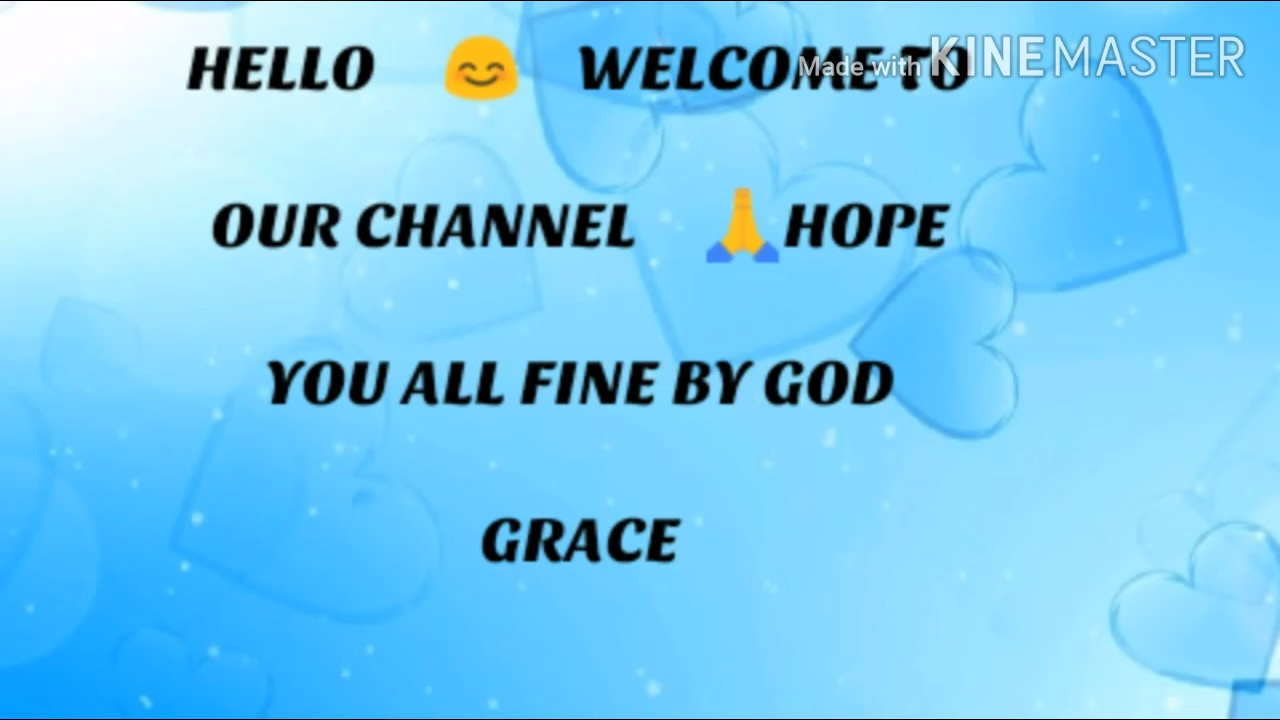 HELLO 😊 WELCOME TO
Made with KINEMASTER
OUR CHANNEL 🙏HOPE
YOU ALL FINE BY GOD
GRACE